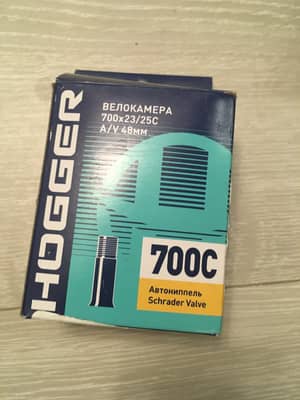 HOGGER
ВЕЛОКАМЕРА
700x23/25C
A/V 48мм
700C
Автониппель
Schrader Valve